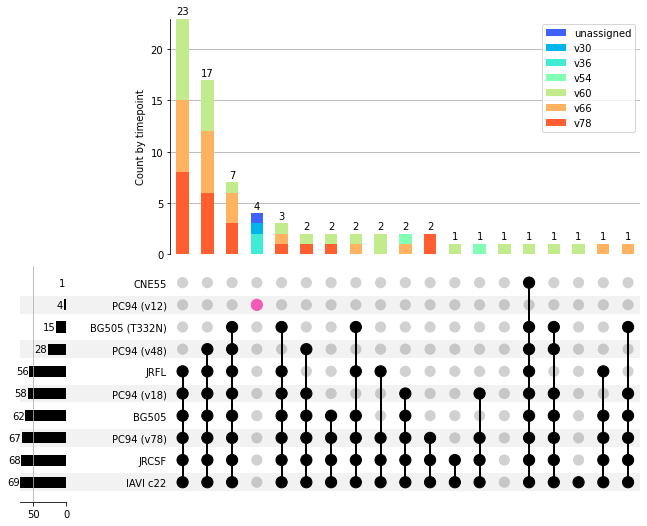 23
17
7
4
3
2
2
2
2
2
2
1
1
1
1
1
1
1
1
unassigned
v30
v36
v54
v60
v66
v78
Count by timepoint
20
15
10
5
0
1 CNE55
4 PC94 (v12)
15 BG505 (T332N)
28 PC94 (v48)
56 JRFL
58 PC94 (v18)
62 BG505
67 PC94 (v78)
68 JRCSF
69 IAVI c22
50 0